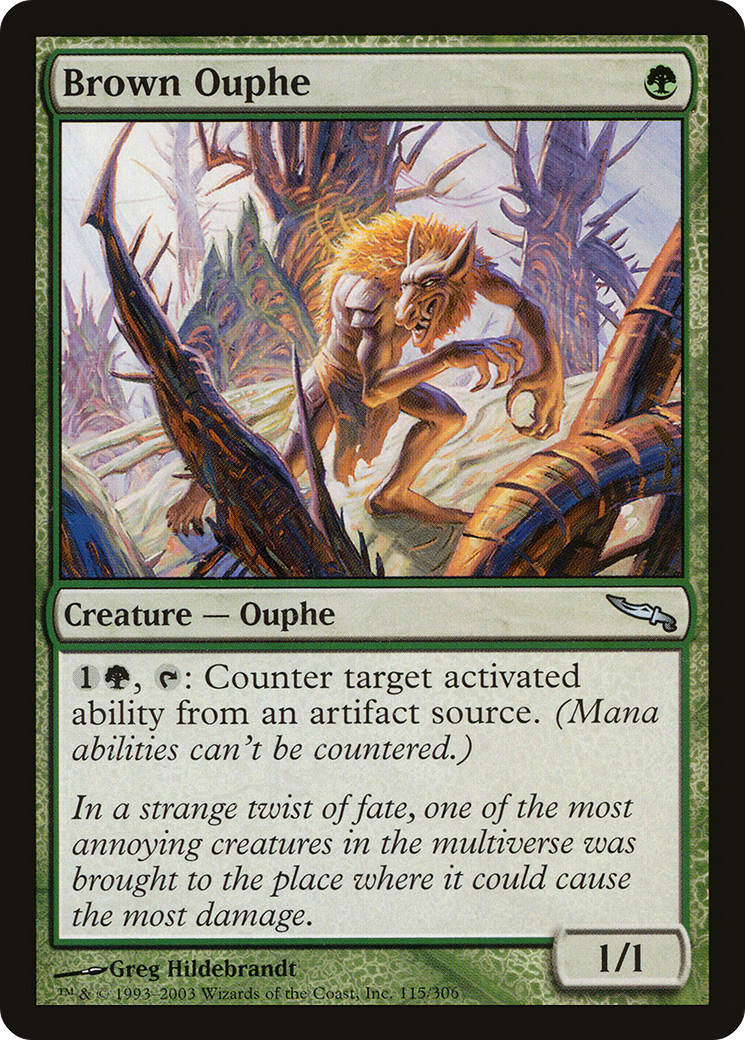 Brown Ouphe
Creature — Ouphe
1, : Counter target activated
ability from an artifact source. (Mana
abilities can't be countered.)
In a strange twist of fate, one of the most
annoying creatures in the multiverse was
brought to the place where it could cause
the most damage.
1/1
Greg Hildebrandt
™ & © 1993–2003 Wizards of the Coast, Inc. 115/306